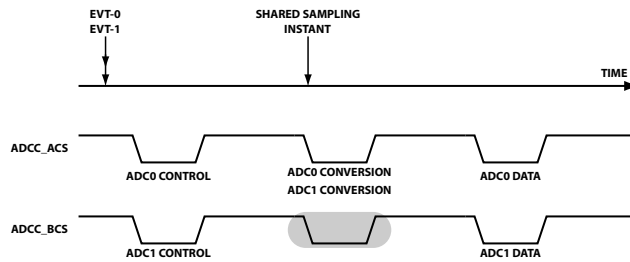 EVT-0
EVT-1
SHARED SAMPLING
INSTANT
TIME
ADCC_ACS
ADC0 CONTROL
ADC0 CONVERSION
ADC1 CONVERSION
ADC0 DATA
ADCC_BCS
ADC1 CONTROL
ADC1 DATA